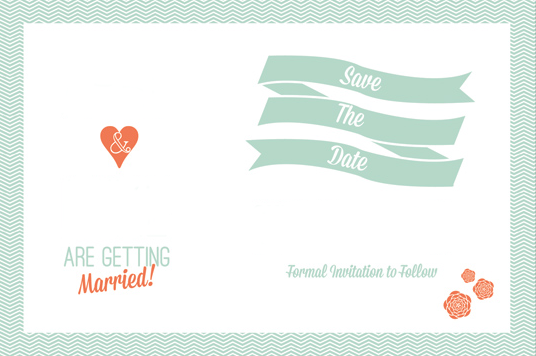 &
ARE GETTING
Married!
Save
The
Date
Formal Invitation to Follow